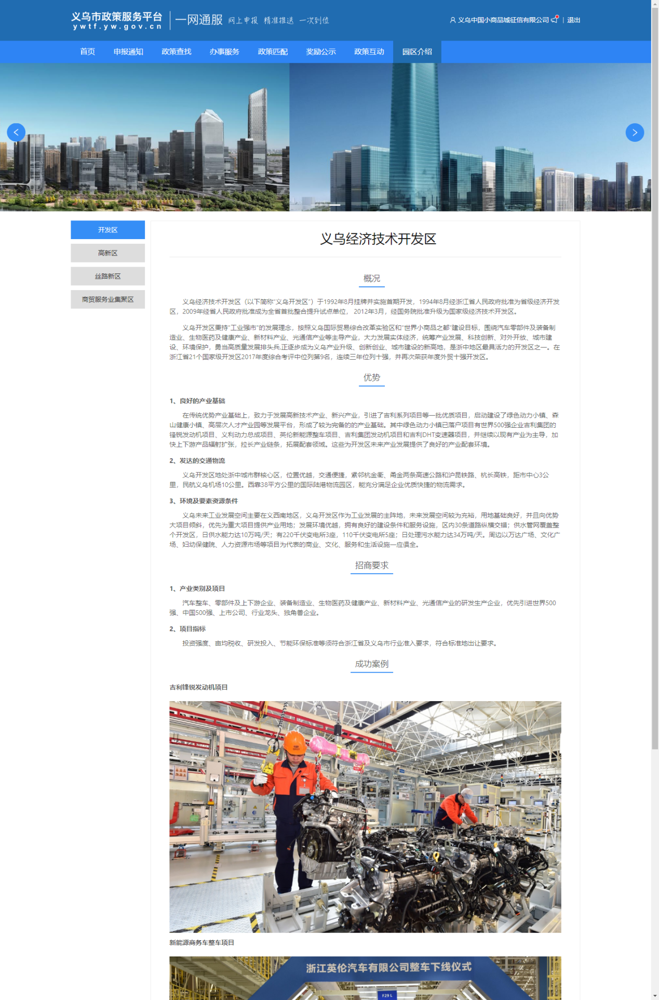 义乌市政策服务平台
ywtf.yw.gov.cn
一网通服 网上申报 精准推送 一次到位
义乌中国小商品城征信有限公司 | 退出
首页 申报通知 政策查找 办事服务 政策匹配 奖励公示 政策互动 园区介绍
开发区
高新区
丝路新区
商贸服务业集聚区
义乌经济技术开发区
概况
义乌经济技术开发区（以下简称“义乌开发区”）于1992年8月挂牌并实施首期开发，1994年8月经浙江省人民政府批准为省级经济开发
区，2009年经省人民政府批准成为全省首批整合提升试点单位， 2012年3月，经国务院批准升级为国家级经济技术开发区。
义乌开发区秉持“工业强市”的发展理念，按照义乌国际贸易综合改革实验区和“世界小商品之都”建设目标，围绕汽车零部件及装备制
造业、生物医药及健康产业、新材料产业、光通信产业等主导产业，大力发展实体经济，统筹产业发展、科技创新、对外开放、城市建
设、环境保护，勇当高质量发展排头兵,正逐步成为义乌产业升级、创新创业、城市建设的新高地，是浙中地区最具活力的开发区之一。在
浙江省21个国家级开发区2017年度综合考评中位列第9名，连续三年位列十强，并再次荣获年度外贸十强开发区。
优势
1、良好的产业基础
在传统优势产业基础上，致力于发展高新技术产业、新兴产业，引进了吉利系列项目等一批优质项目，启动建设了绿色动力小镇、森
山健康小镇、高层次人才产业园等发展平台，形成了较为完备的的产业基础。其中绿色动力小镇已落户项目有世界500强企业吉利集团的
锋锐发动机项目、义利动力总成项目、英伦新能源整车项目、吉利集团发动机项目和吉利DHT变速器项目，并继续以现有产业为主导，加
快上下游产品辐射扩张，拉长产业链条，拓展配套领域。这些为开发区未来产业发展提供了良好的产业配套环境。
2、发达的交通物流
义乌开发区地处浙中城市群核心区，位置优越，交通便捷，紧邻杭金衢、甬金两条高速公路和沪昆铁路、杭长高铁，距市中心3公
里，民航义乌机场10公里。西靠38平方公里的国际陆港物流园区，能充分满足企业优质快捷的物流需求。
3、环境及要素资源条件
义乌未来工业发展空间主要在义西南地区，义乌开发区作为工业发展的主阵地，未来发展空间较为充裕，用地基础良好，并且向优势
大项目倾斜，优先为重大项目提供产业用地；发展环境优越，拥有良好的建设条件和服务设施，区内30条道路纵横交错；供水管网覆盖整
个开发区，日供水能力达10万吨/天；有220千伏变电所3座，110千伏变电所5座；日处理污水能力达34万吨/天。周边以万达广场、文化广
场、妇幼保健院、人力资源市场等项目为代表的商业、文化、服务和生活设施一应俱全。
招商要求
1、产业类别及项目
汽车整车、零部件及上下游企业、装备制造业、生物医药及健康产业、新材料产业、光通信产业的研发生产企业，优先引进世界500
强、中国500强、上市公司、行业龙头、独角兽企业。
2、项目指标
投资强度、亩均税收、研发投入、节能环保标准等须符合浙江省及义乌市行业准入要求，符合标准地出让要求。
成功案例
吉利锋锐发动机项目
新能源商务车整车项目
浙江英伦汽车有限公司整车下线仪式
F29 L